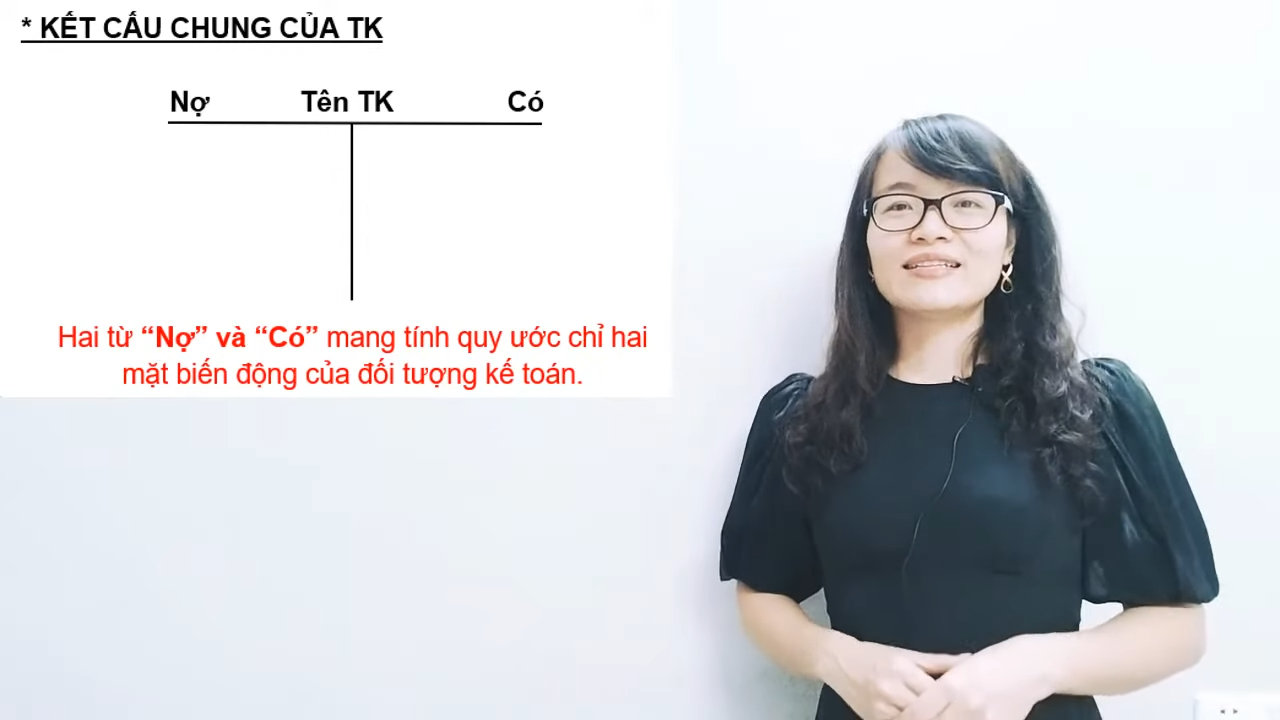 * KẾT CẤU CHUNG CỦA TK
Nợ Tên TK Có
Hai từ “Nợ” và “Có” mang tính quy ước chỉ hai
mặt biến động của đối tượng kế toán.